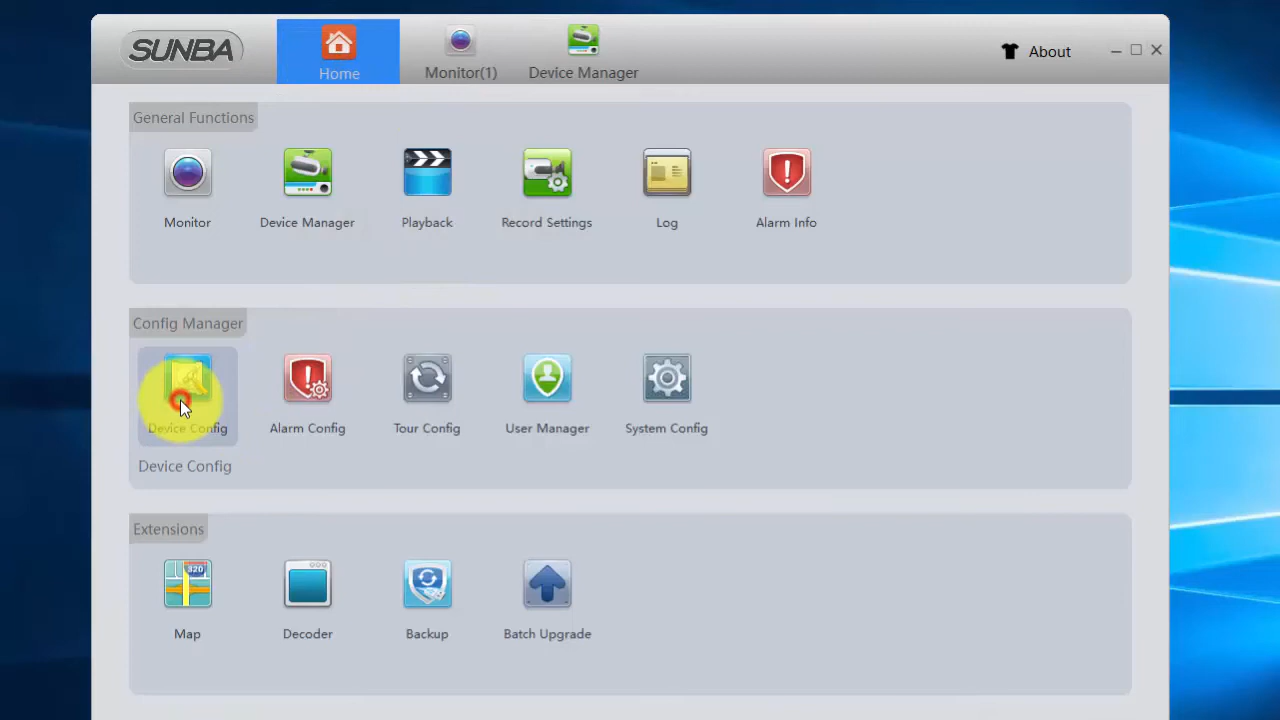 SUNBA
Home
Monitor(1)
Device Manager
About
General Functions
Monitor
Device Manager
Playback
Record Settings
Log
Alarm Info
Config Manager
Device Config
Alarm Config
Tour Config
User Manager
System Config
Device Config
Extensions
320
Map
Decoder
Backup
Batch Upgrade